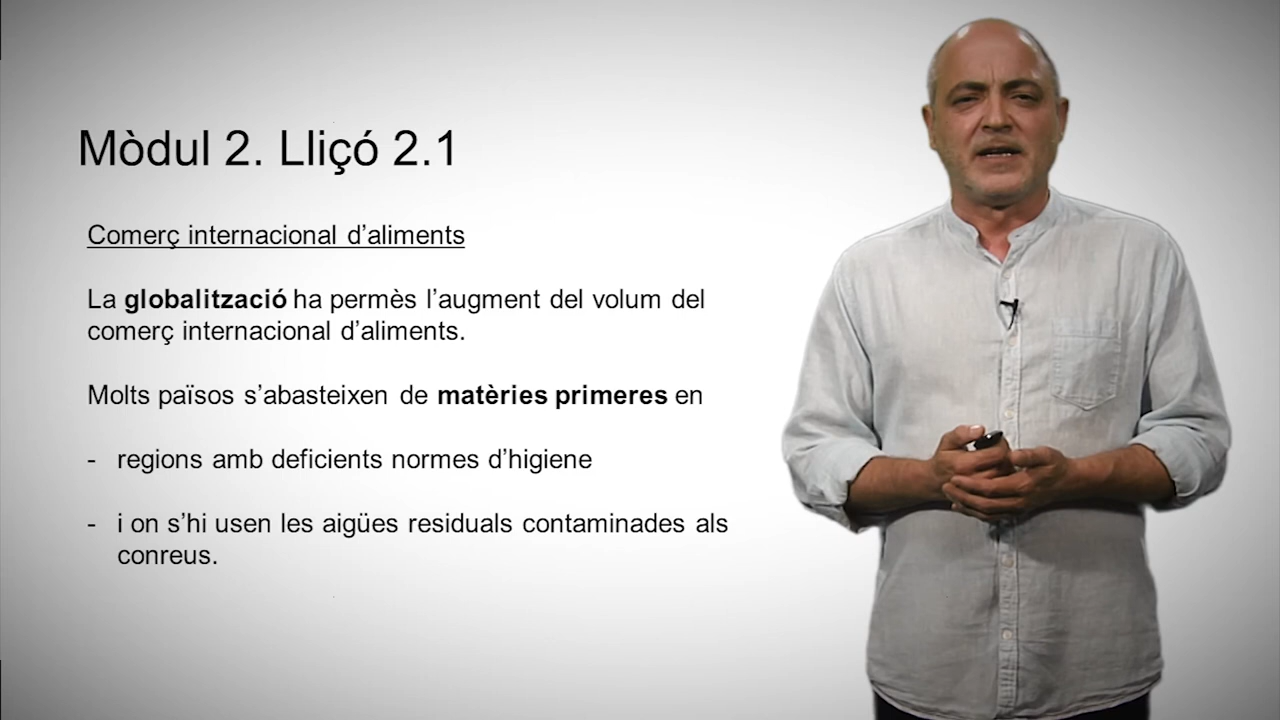 Mòdul 2. Lliçó 2.1
Comerç internacional d’aliments
La globalització ha permès l’augment del volum del
comerç internacional d’aliments.
Molts països s’abasteixen de matèries primeres en
- regions amb deficients normes d’higiene
- i on s’hi usen les aigües residuals contaminades als
conreus.